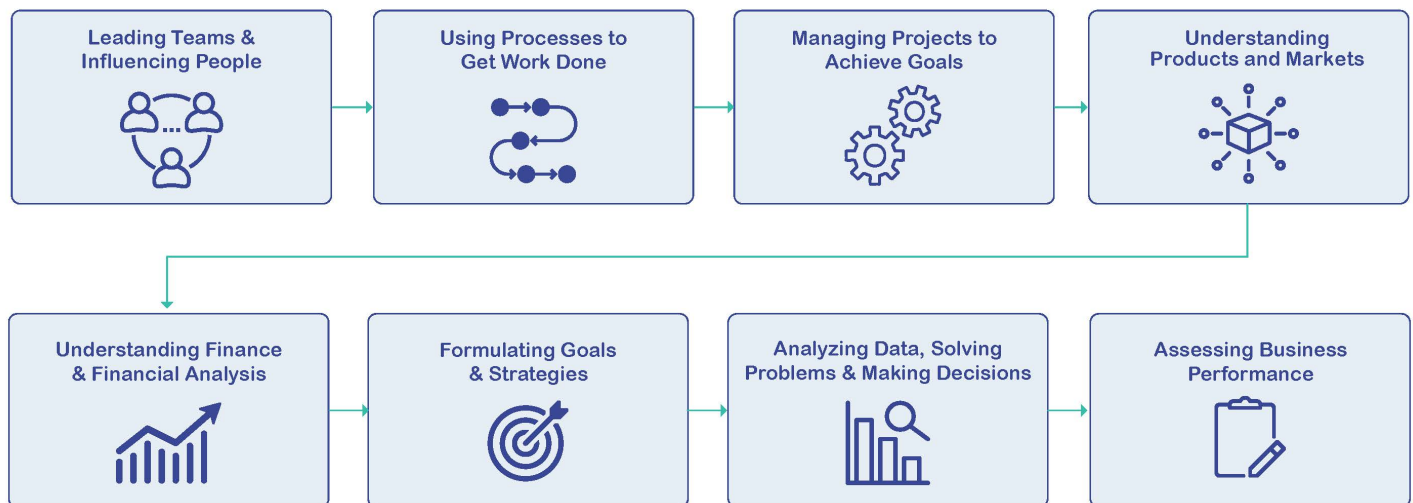 Leading Teams &
Influencing People
Using Processes to
Get Work Done
Managing Projects to
Achieve Goals
Understanding
Products and Markets
Understanding Finance
& Financial Analysis
Formulating Goals
& Strategies
Analyzing Data, Solving
Problems & Making Decisions
Assessing Business
Performance